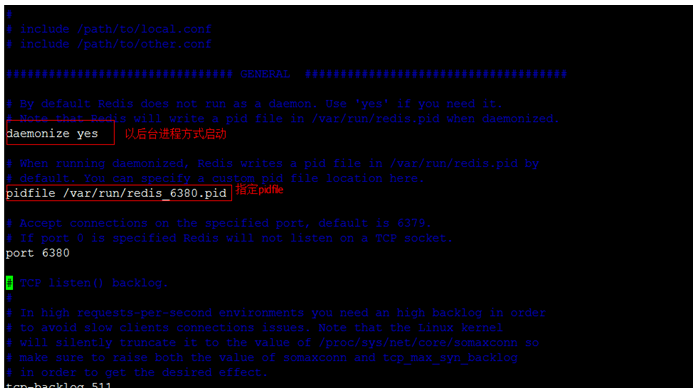 #
# include /path/to/local.conf
# include /path/to/other.conf
################################ GENERAL #####################################
# By default Redis does not run as a daemon. Use 'yes' if you need it.
# Note that Redis will write a pid file in /var/run/redis.pid when daemonized.
daemonize yes 以后台进程方式启动
# When running daemonized, Redis writes a pid file in /var/run/redis.pid by
# default. You can specify a custom pid file location here.
pidfile /var/run/redis_6380.pid 指定pidfile
# Accept connections on the specified port, default is 6379.
# If port 0 is specified Redis will not listen on a TCP socket.
port 6380
# TCP listen() backlog.
#
# In high requests-per-second environments you need an high backlog in order
# to avoid slow clients connections issues. Note that the Linux kernel
# will silently truncate it to the value of /proc/sys/net/core/somaxconn so
# make sure to raise both the value of somaxconn and tcp_max_syn_backlog
# in order to get the desired effect.
tcp-backlog 511